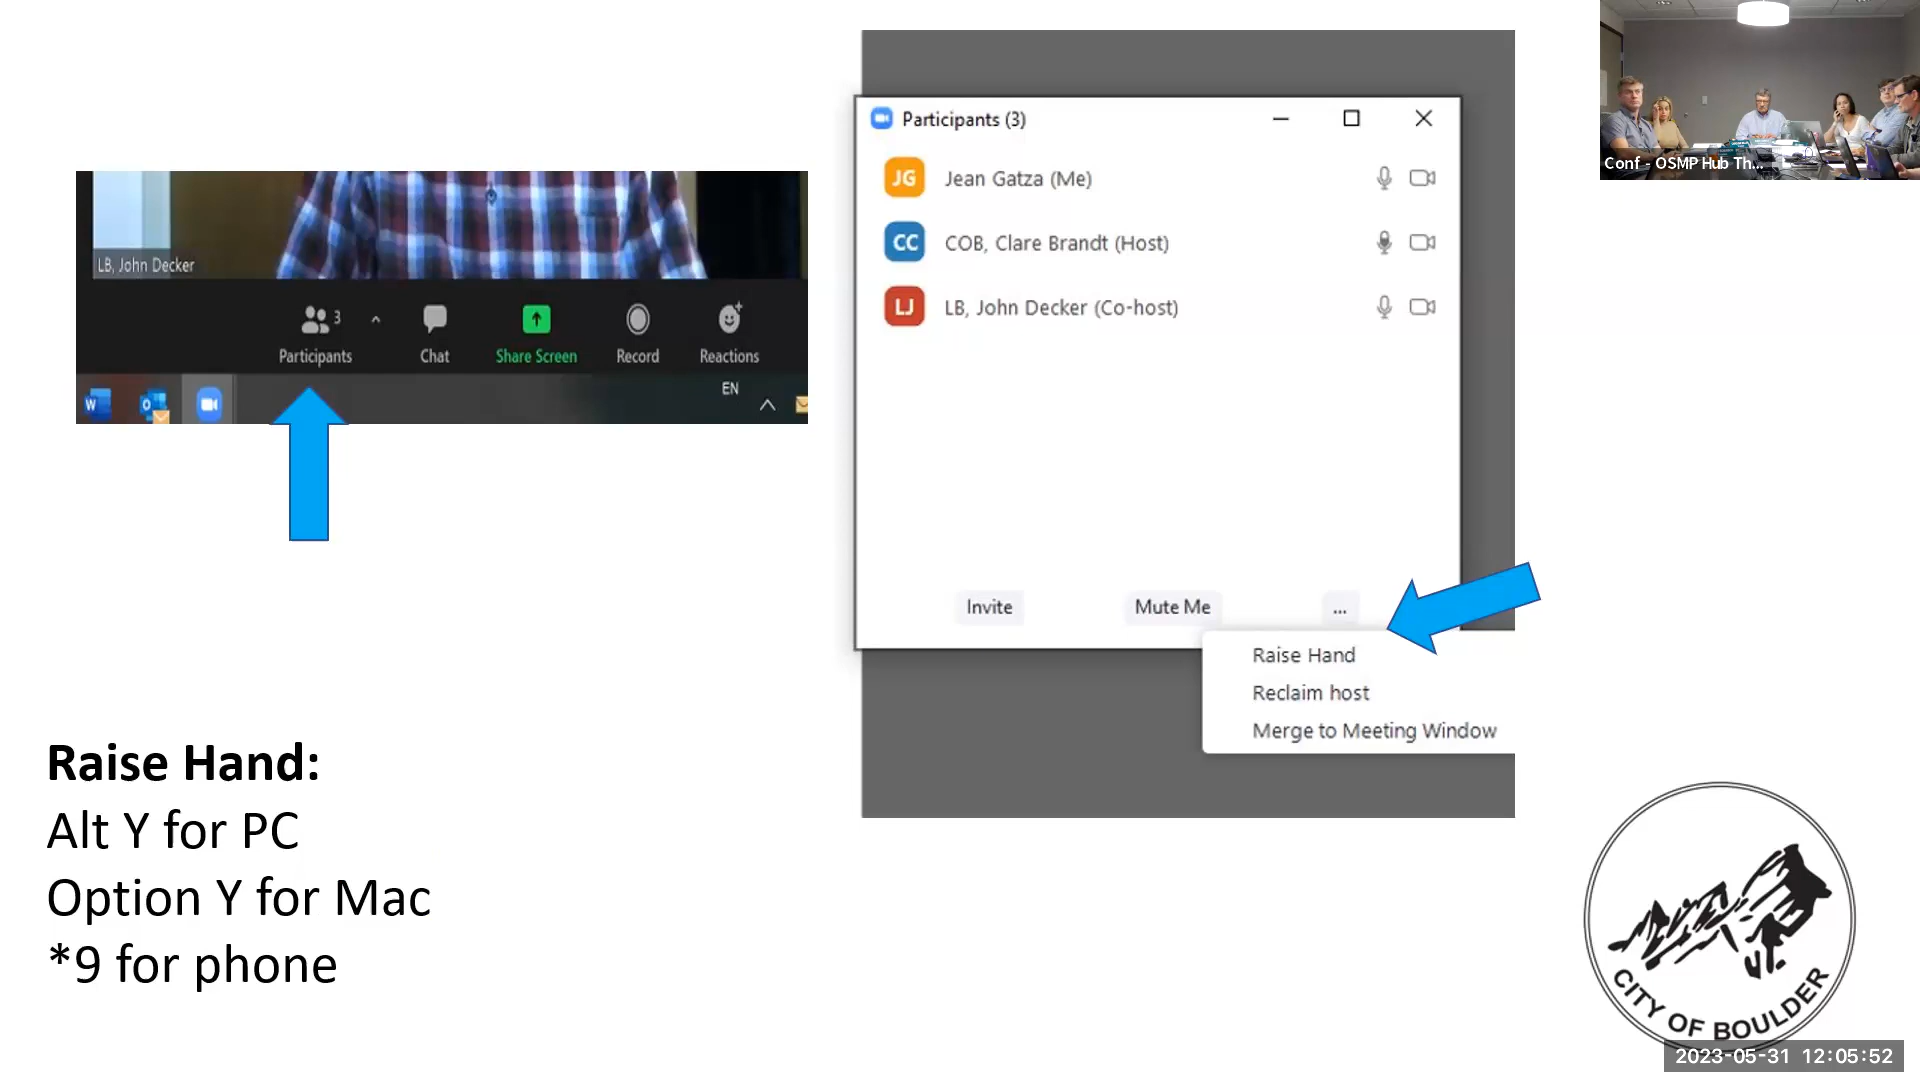 LB, John Decker
3
Participants
Chat
Share Screen
Record
Reactions
EN
Participants (3)
JG
Jean Gatza (Me)
CC
COB, Clare Brandt (Host)
LJ
LB, John Decker (Co-host)
Invite
Mute Me
...
Raise Hand
Reclaim host
Merge to Meeting Window
Conf - OSMP Hub Th...
Raise Hand:
Alt Y for PC
Option Y for Mac
*9 for phone
CITY OF BOULDER
2023-05-31 12:05:52